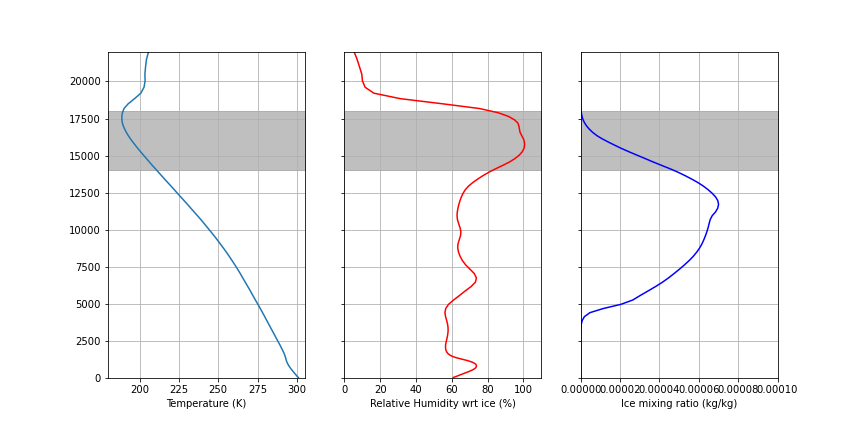 20000
17500
15000
12500
10000
7500
5000
2500
0
200 225 250 275 300
Temperature (K)
0 20 40 60 80 100
Relative Humidity wrt ice (%)
0.00000 0.00002 0.00004 0.00006 0.00008 0.00010
Ice mixing ratio (kg/kg)